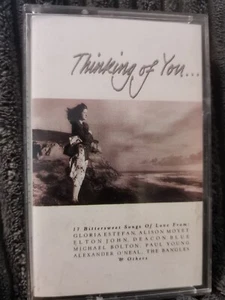 Thinking of You...
17 Bittersweet Songs Of Love From:
GLORIA ESTEFAN, ALISON MOYET
ELTON JOHN, DEACON BLUE
MICHAEL BOLTON, PAUL YOUNG
ALEXANDER O'NEAL, THE BANGLES
& Others